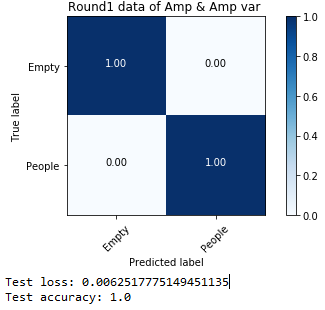 Round1 data of Amp & Amp var
1.0
Empty
1.00
0.00
0.8
0.6
True label
0.4
People
0.00
1.00
0.2
0.0
Empty
People
Predicted label
Test loss: 0.0062517775149451135
Test accuracy: 1.0